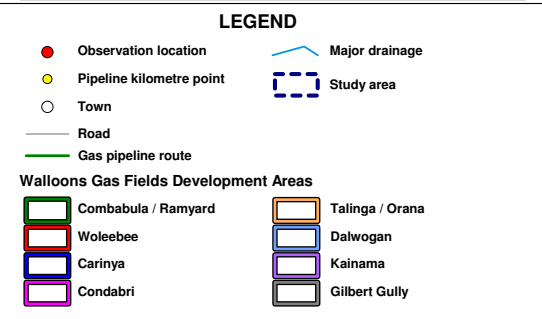 LEGEND
Observation location
Major drainage
Pipeline kilometre point
Study area
Town
Road
Gas pipeline route
Walloons Gas Fields Development Areas
Combabula / Ramyard
Talinga / Orana
Woleebee
Dalwogan
Carinya
Kainama
Condabri
Gilbert Gully